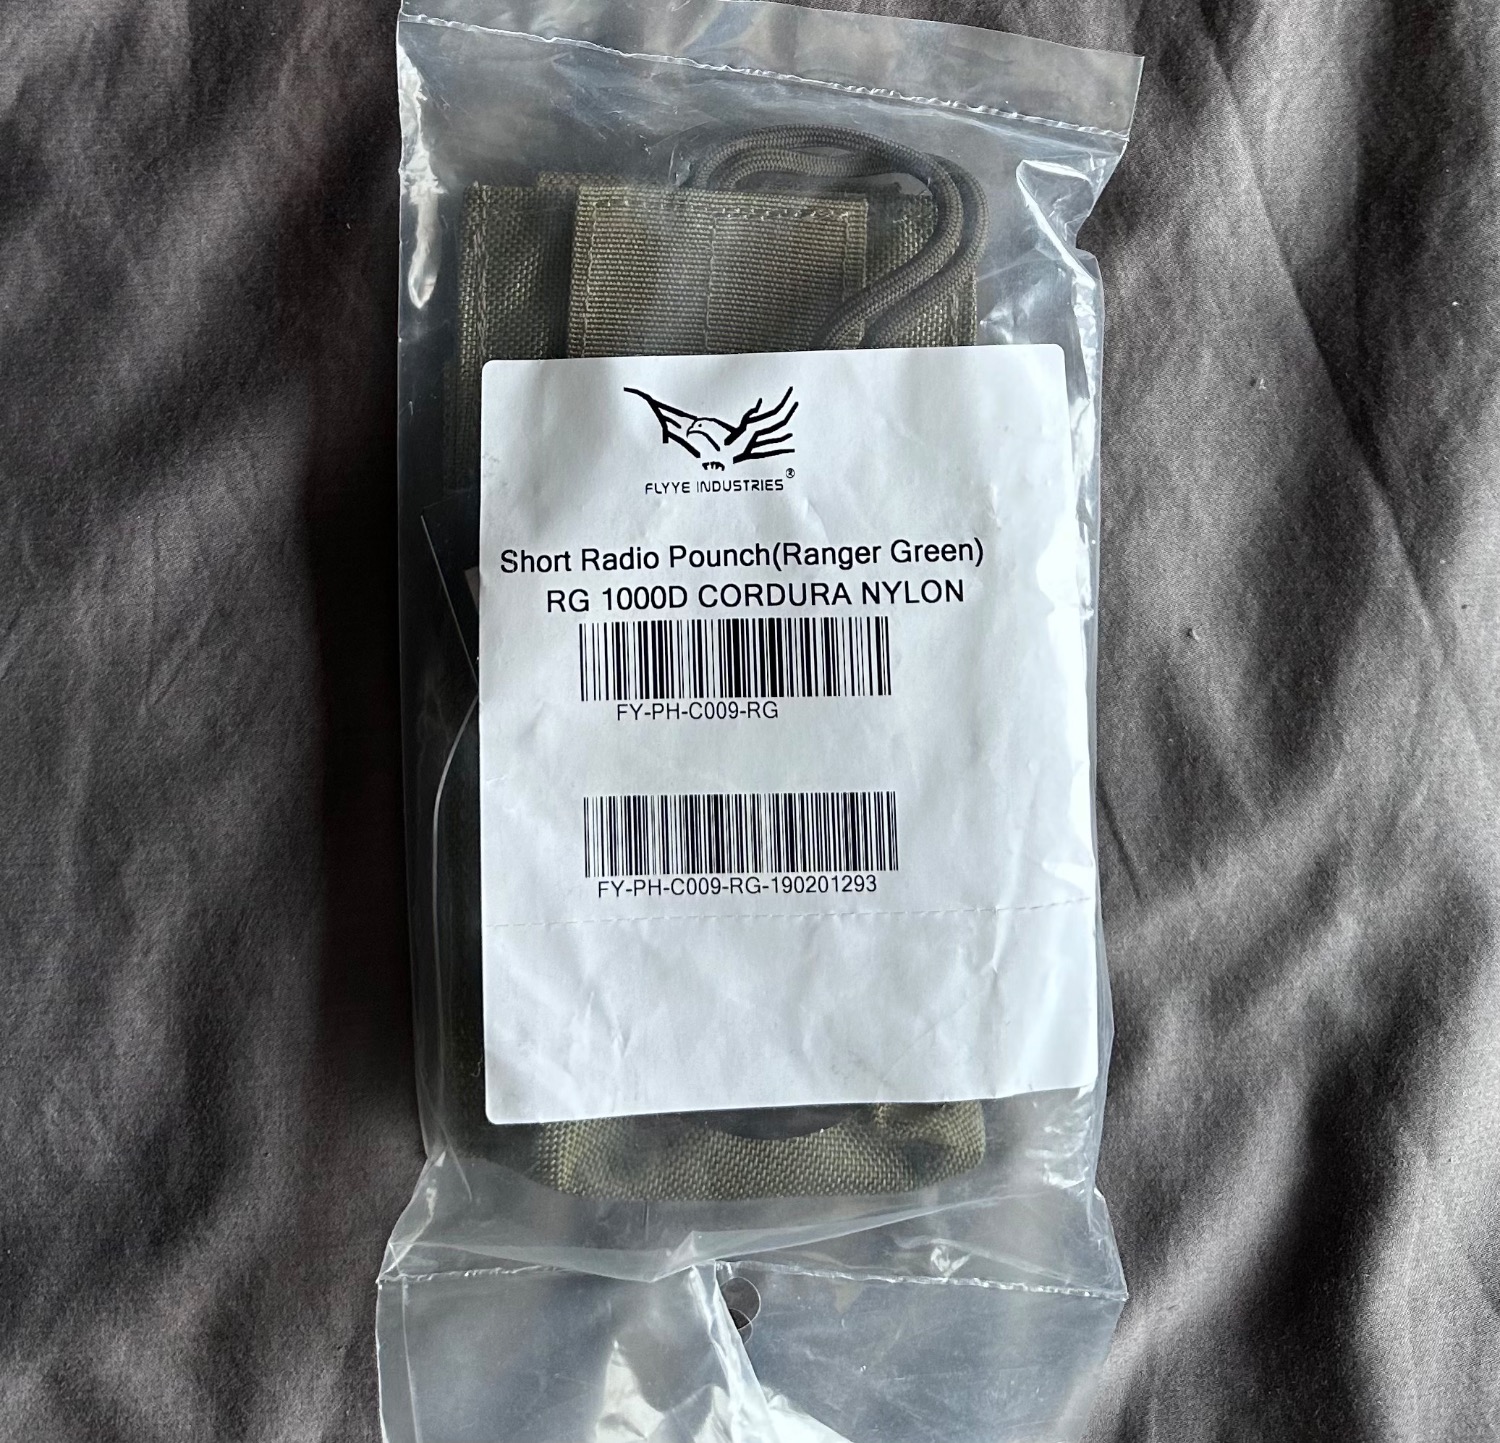 FLYYE INDUSTRIES®
Short Radio Pounch(Ranger Green)
RG 1000D CORDURA NYLON
FY-PH-C009-RG
FY-PH-C009-RG-190201293